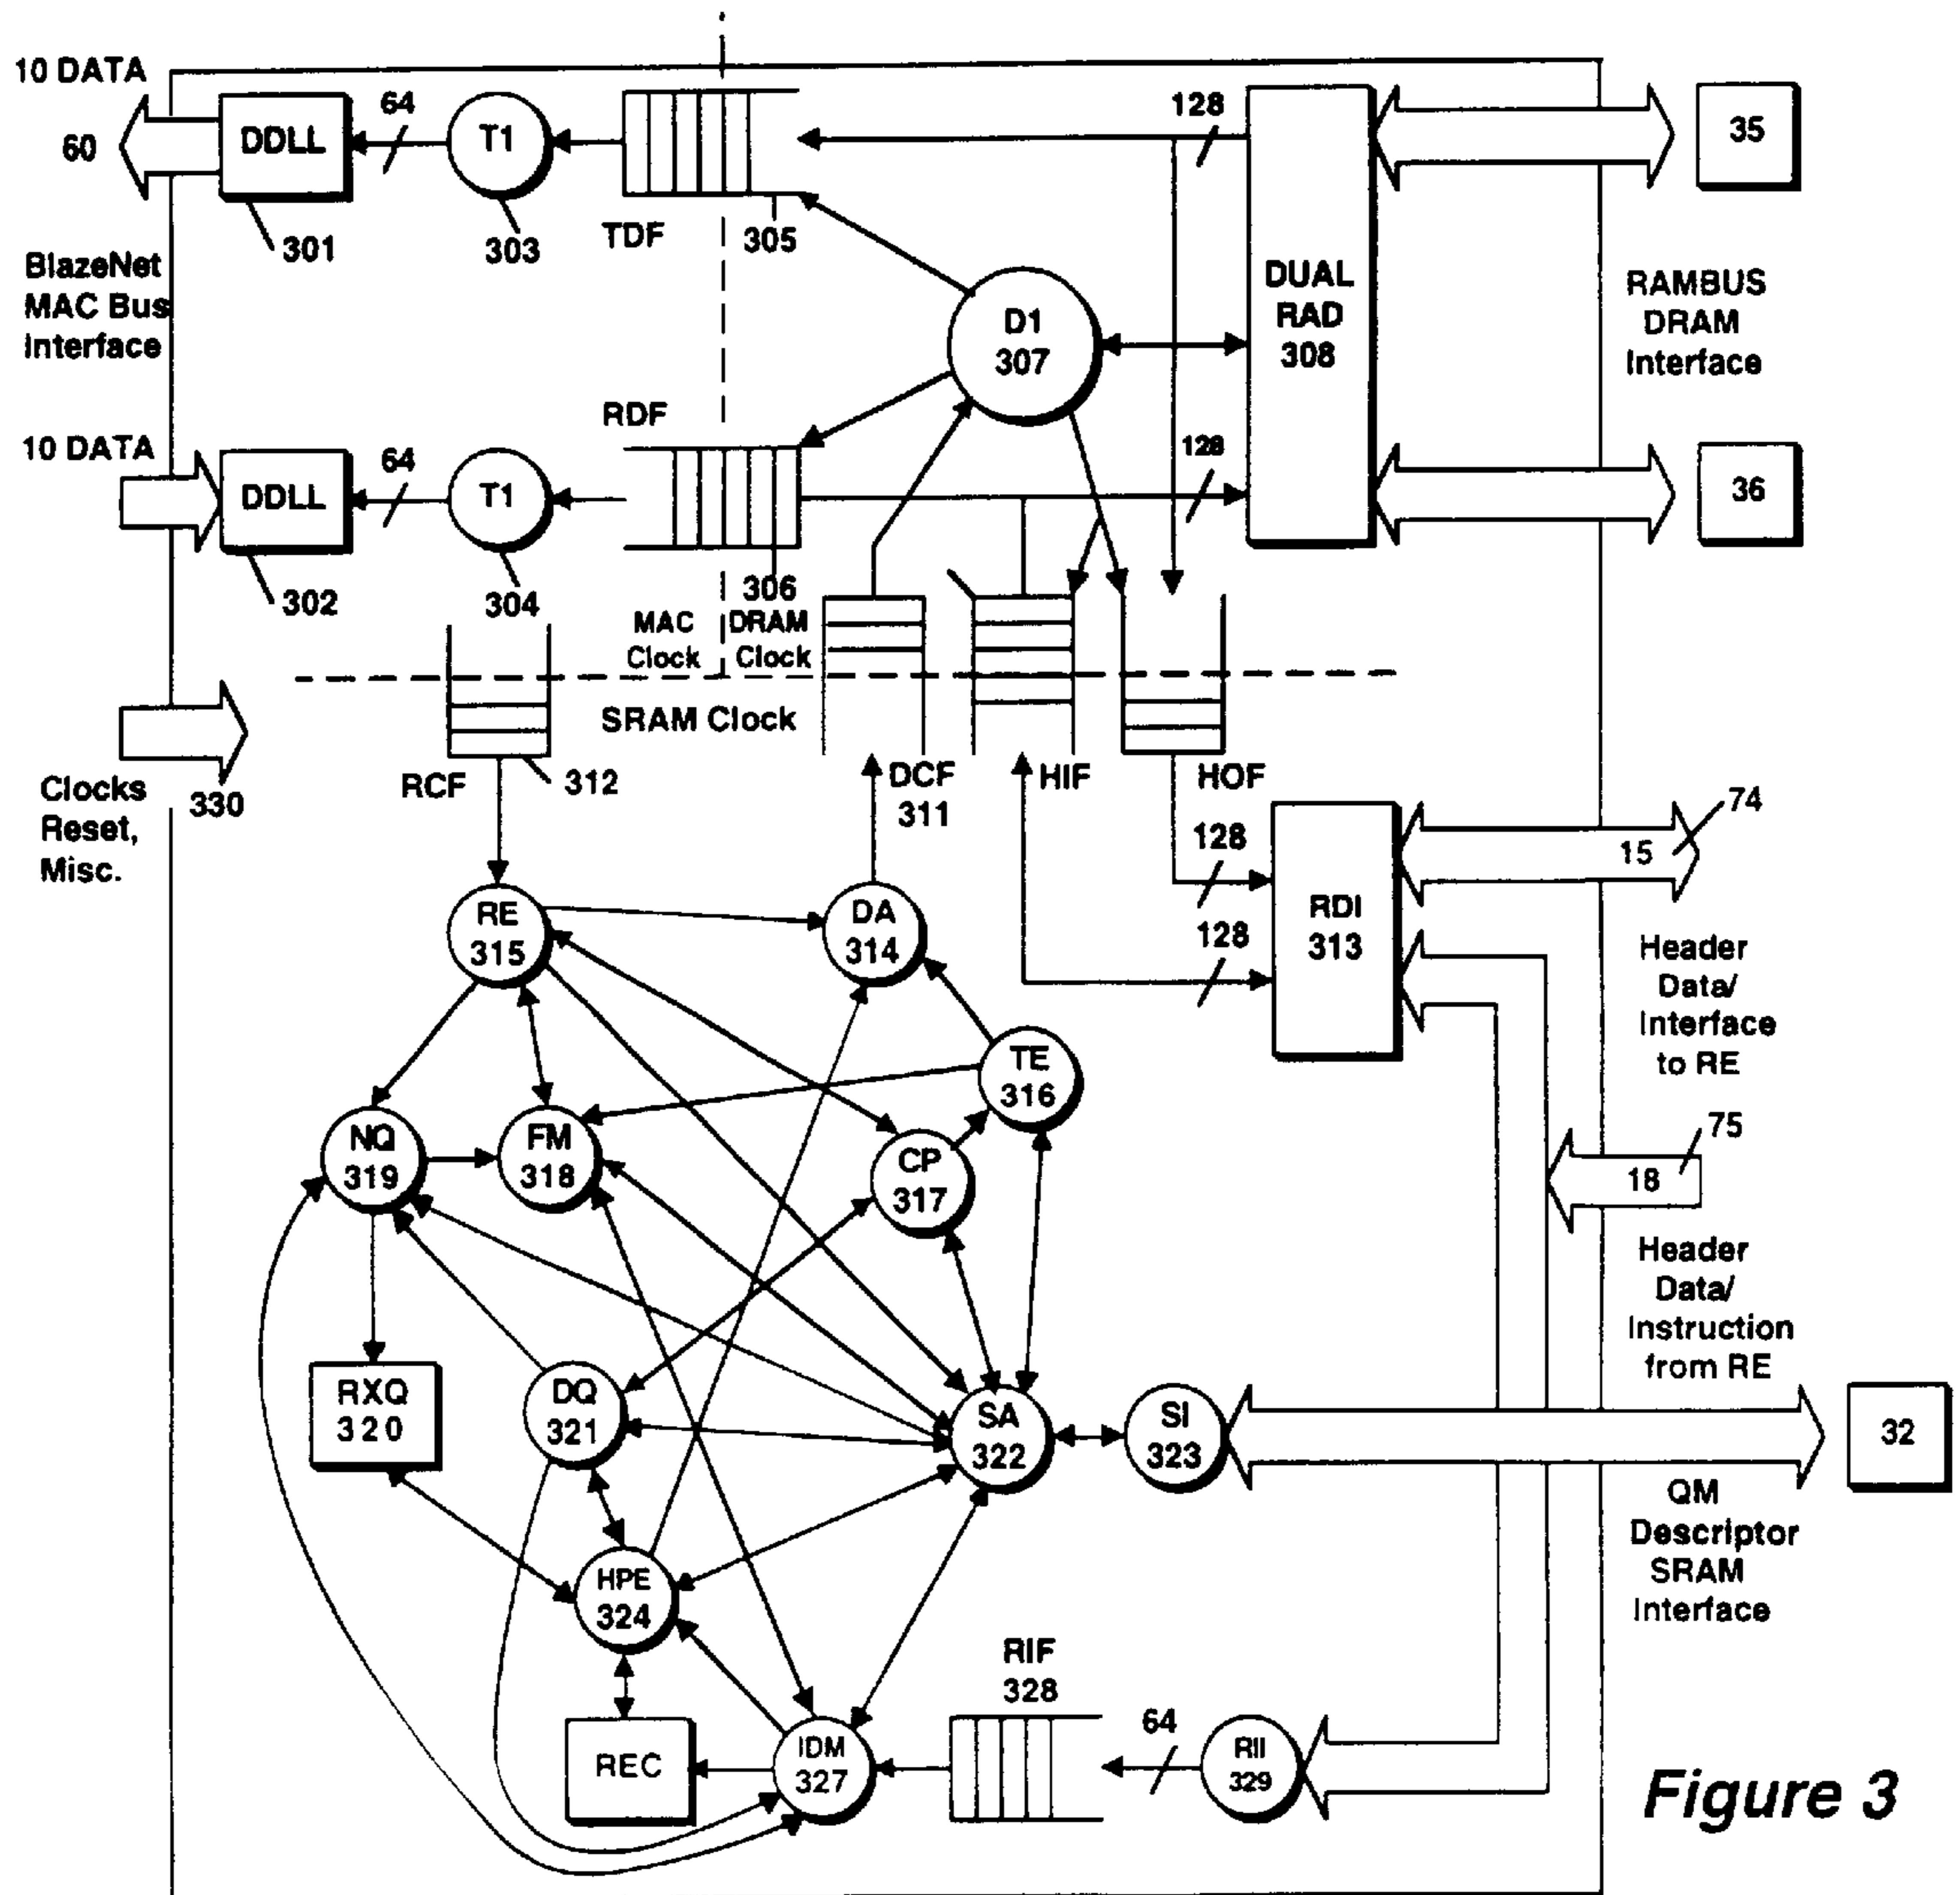 10 DATA
60
DDLL
301
64
T1
303
TDF
305
128
DUAL
RAD
308
35
BlazeNet
MAC Bus
Interface
D1
307
RAMBUS
DRAM
Interface
10 DATA
DDLL
302
64
T1
304
RDF
306
128
36
MAC
Clock
DRAM
Clock
SRAM Clock
Clocks
Reset,
Misc.
330
RCF
312
DCF
311
HIF
HOF
128
128
RDI
313
15
74
Header
Data/
Interface
to RE
RE
315
DA
314
TE
316
NQ
319
FM
318
CP
317
18
75
Header
Data/
Instruction
from RE
RXQ
320
DQ
321
SA
322
SI
323
32
QM
Descriptor
SRAM
Interface
HPE
324
REC
IDM
327
RIF
328
64
RII
329
Figure 3